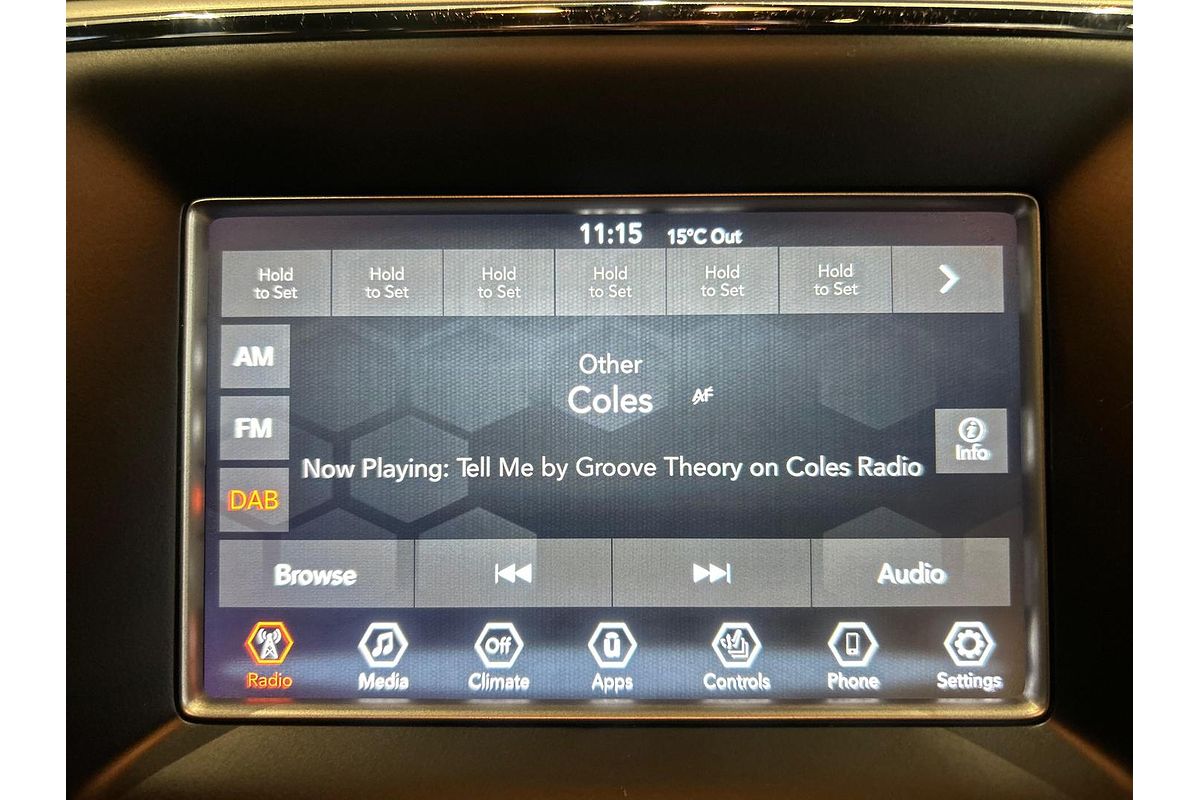 11:15 15°C Out
Hold to Set
Hold to Set
Hold to Set
Hold to Set
Hold to Set
Hold to Set
AM
Other
Coles AF
FM
Info
Now Playing: Tell Me by Groove Theory on Coles Radio
DAB
Browse Audio
Off
Radio Media Climate Apps Controls Phone Settings